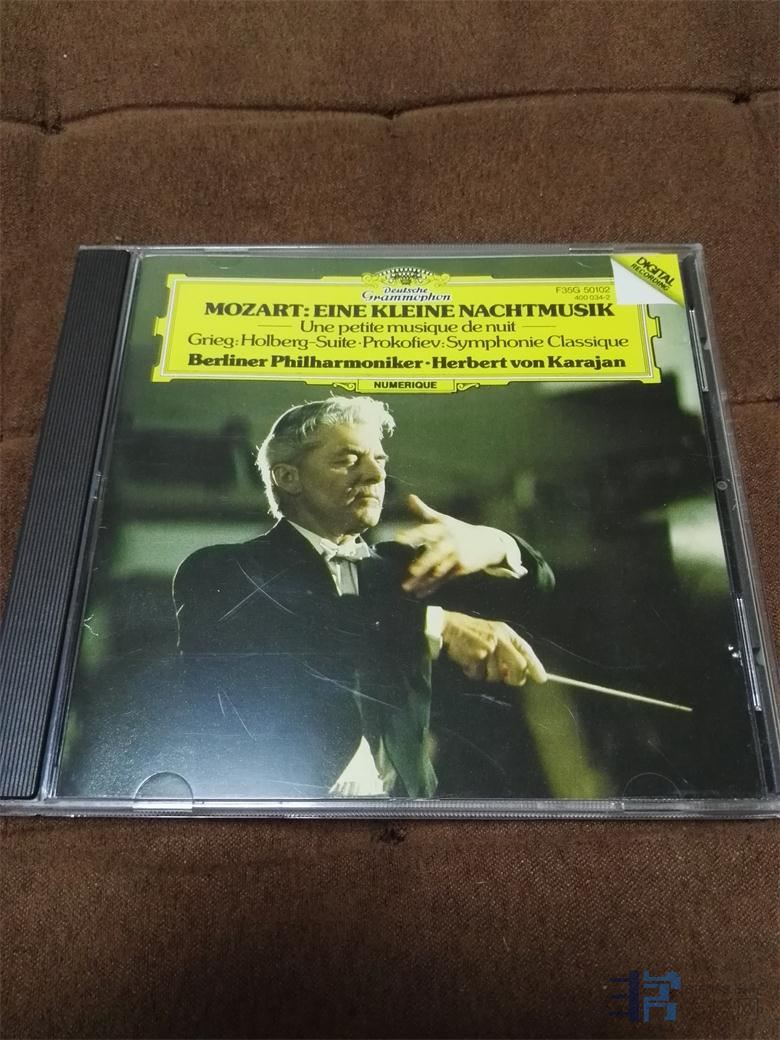 Deutsche
Grammophon
F35G 50102
400 034-2
DIGITAL
RECORDING
MOZART: EINE KLEINE NACHTMUSIK
Une petite musique de nuit
Grieg: Holberg-Suite · Prokofiev: Symphonie Classique
Berliner Philharmoniker · Herbert von Karajan
NUMERIQUE